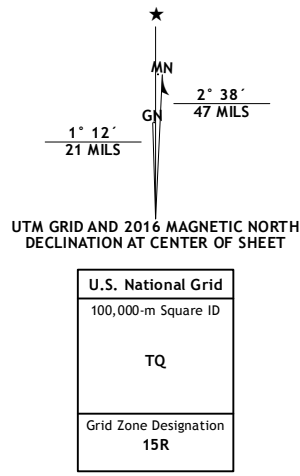 ★
MN
GN
2° 38´
47 MILS
1° 12´
21 MILS
UTM GRID AND 2016 MAGNETIC NORTH
DECLINATION AT CENTER OF SHEET
U.S. National Grid
100,000-m Square ID
TQ
Grid Zone Designation
15R